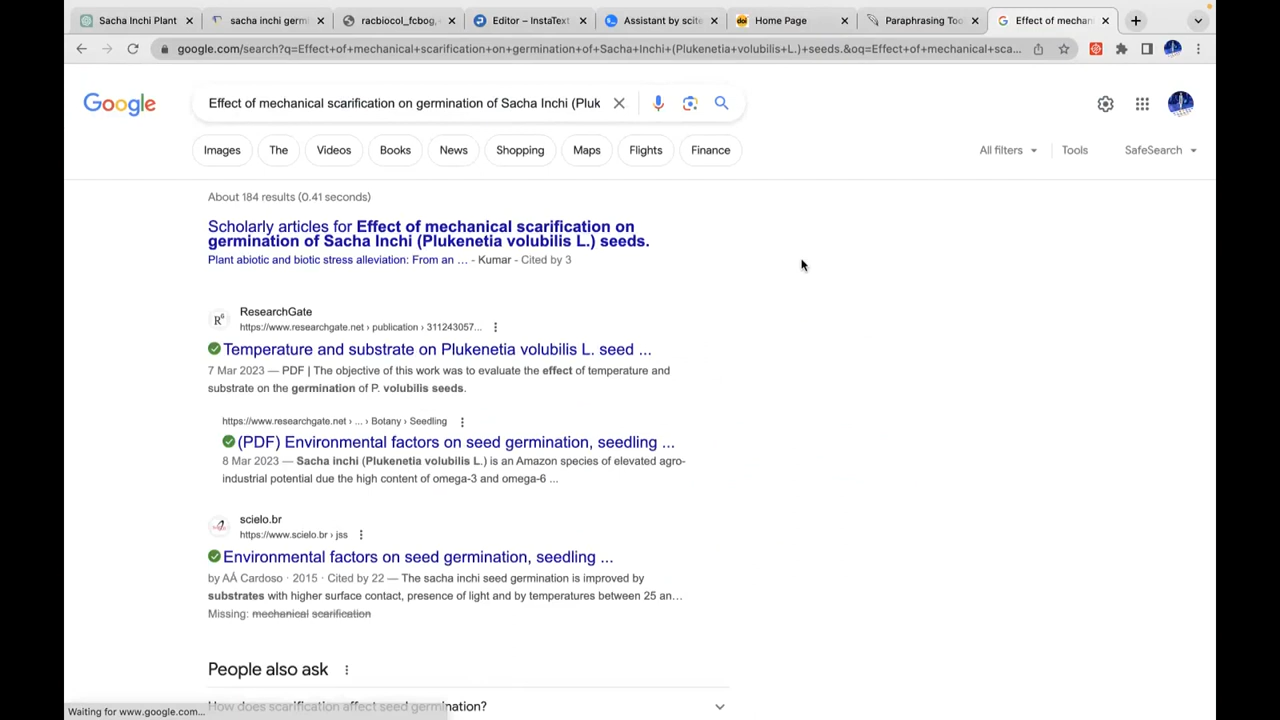 Sacha Inchi Plant
sacha inchi germi
racbiocol_fcbog,
Editor – InstaText
Assistant by scite
doi
Home Page
Paraphrasing Too
Effect of mechan
google.com/search?q=Effect+of+mechanical+scarification+on+germination+of+Sacha+Inchi+(Plukenetia+volubilis+L.)+seeds.&oq=Effect+of+mechanical+sca...
Google
Effect of mechanical scarification on germination of Sacha Inchi (Pluk
Images
The
Videos
Books
News
Shopping
Maps
Flights
Finance
All filters
Tools
SafeSearch
About 184 results (0.41 seconds)
Scholarly articles for Effect of mechanical scarification on
germination of Sacha Inchi (Plukenetia volubilis L.) seeds.
Plant abiotic and biotic stress alleviation: From an ... - Kumar - Cited by 3
ResearchGate
https://www.researchgate.net › publication › 311243057...
Temperature and substrate on Plukenetia volubilis L. seed ...
7 Mar 2023 — PDF | The objective of this work was to evaluate the effect of temperature and
substrate on the germination of P. volubilis seeds.
https://www.researchgate.net › ... › Botany › Seedling
(PDF) Environmental factors on seed germination, seedling ...
8 Mar 2023 — Sacha inchi (Plukenetia volubilis L.) is an Amazon species of elevated agro-
industrial potential due the high content of omega-3 and omega-6 ...
scielo.br
https://www.scielo.br › jss
Environmental factors on seed germination, seedling ...
by AÁ Cardoso · 2015 · Cited by 22 — The sacha inchi seed germination is improved by
substrates with higher surface contact, presence of light and by temperatures between 25 an...
Missing: mechanical scarification
People also ask
How does scarification affect seed germination?
Waiting for www.google.com...